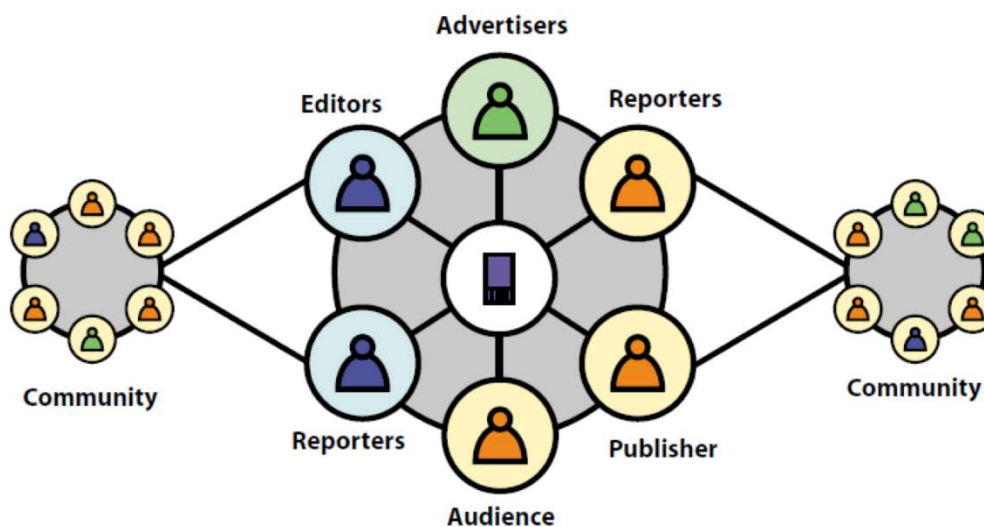 Advertisers
Editors
Reporters
Community
Community
Reporters
Publisher
Audience